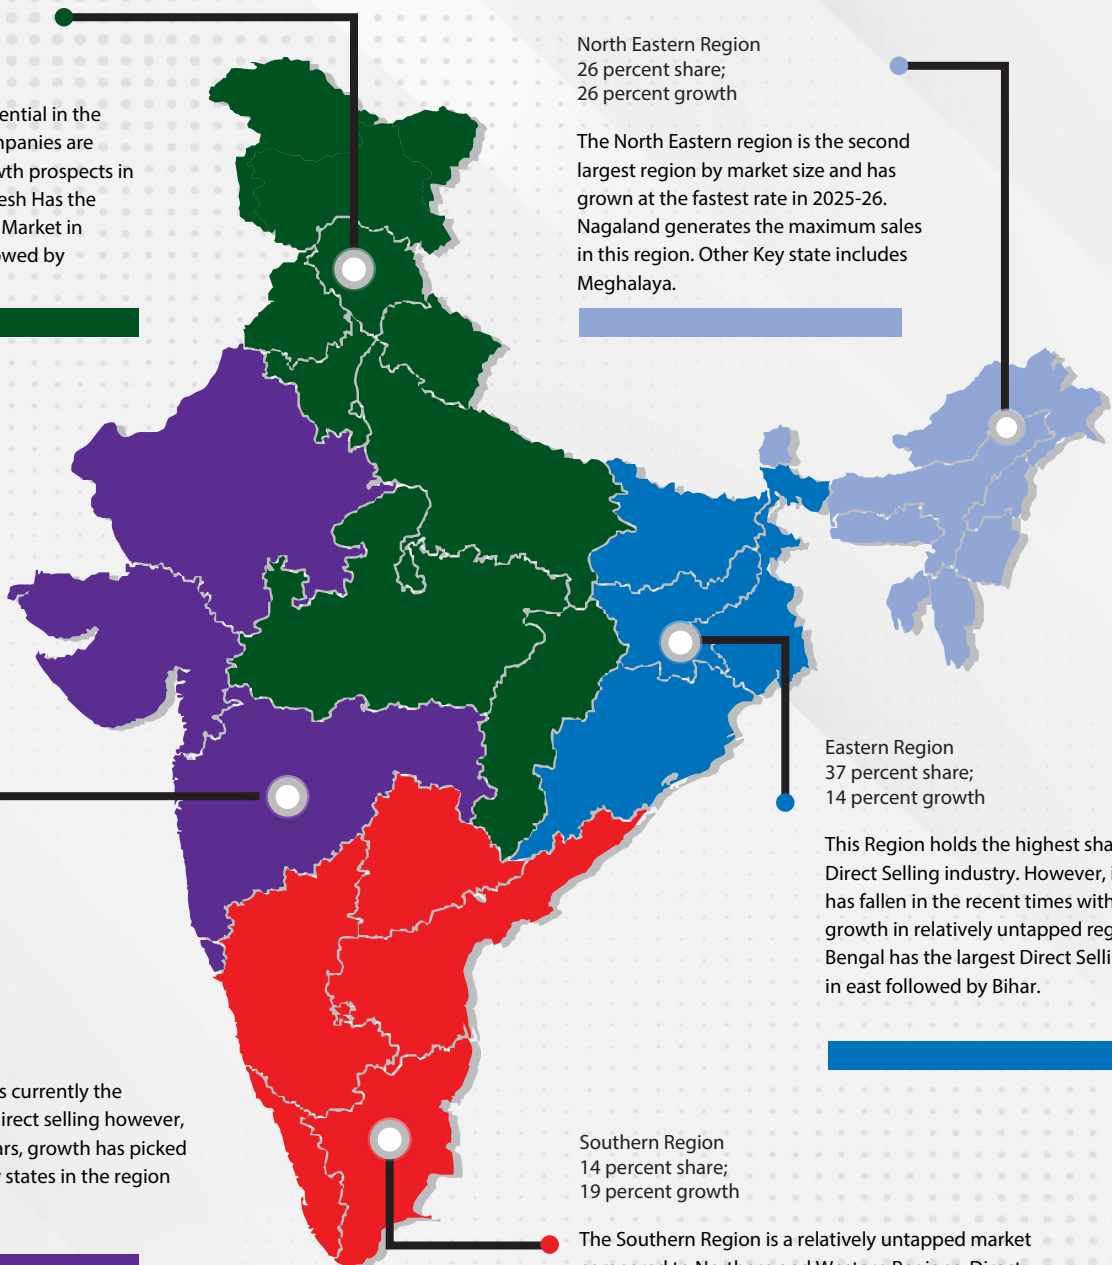 North Eastern Region
26 percent share;
26 percent growth
The North Eastern region is the second
largest region by market size and has
grown at the fastest rate in 2025-26.
Nagaland generates the maximum sales
in this region. Other Key state includes
Meghalaya.
ential in the
mpanies are
wth prospects in
esh Has the
Market in
owed by
Eastern Region
37 percent share;
14 percent growth
This Region holds the highest sha
Direct Selling industry. However, i
has fallen in the recent times with
growth in relatively untapped reg
Bengal has the largest Direct Selli
in east followed by Bihar.
s currently the
irect selling however,
ars, growth has picked
states in the region
Southern Region
14 percent share;
19 percent growth
The Southern Region is a relatively untapped market